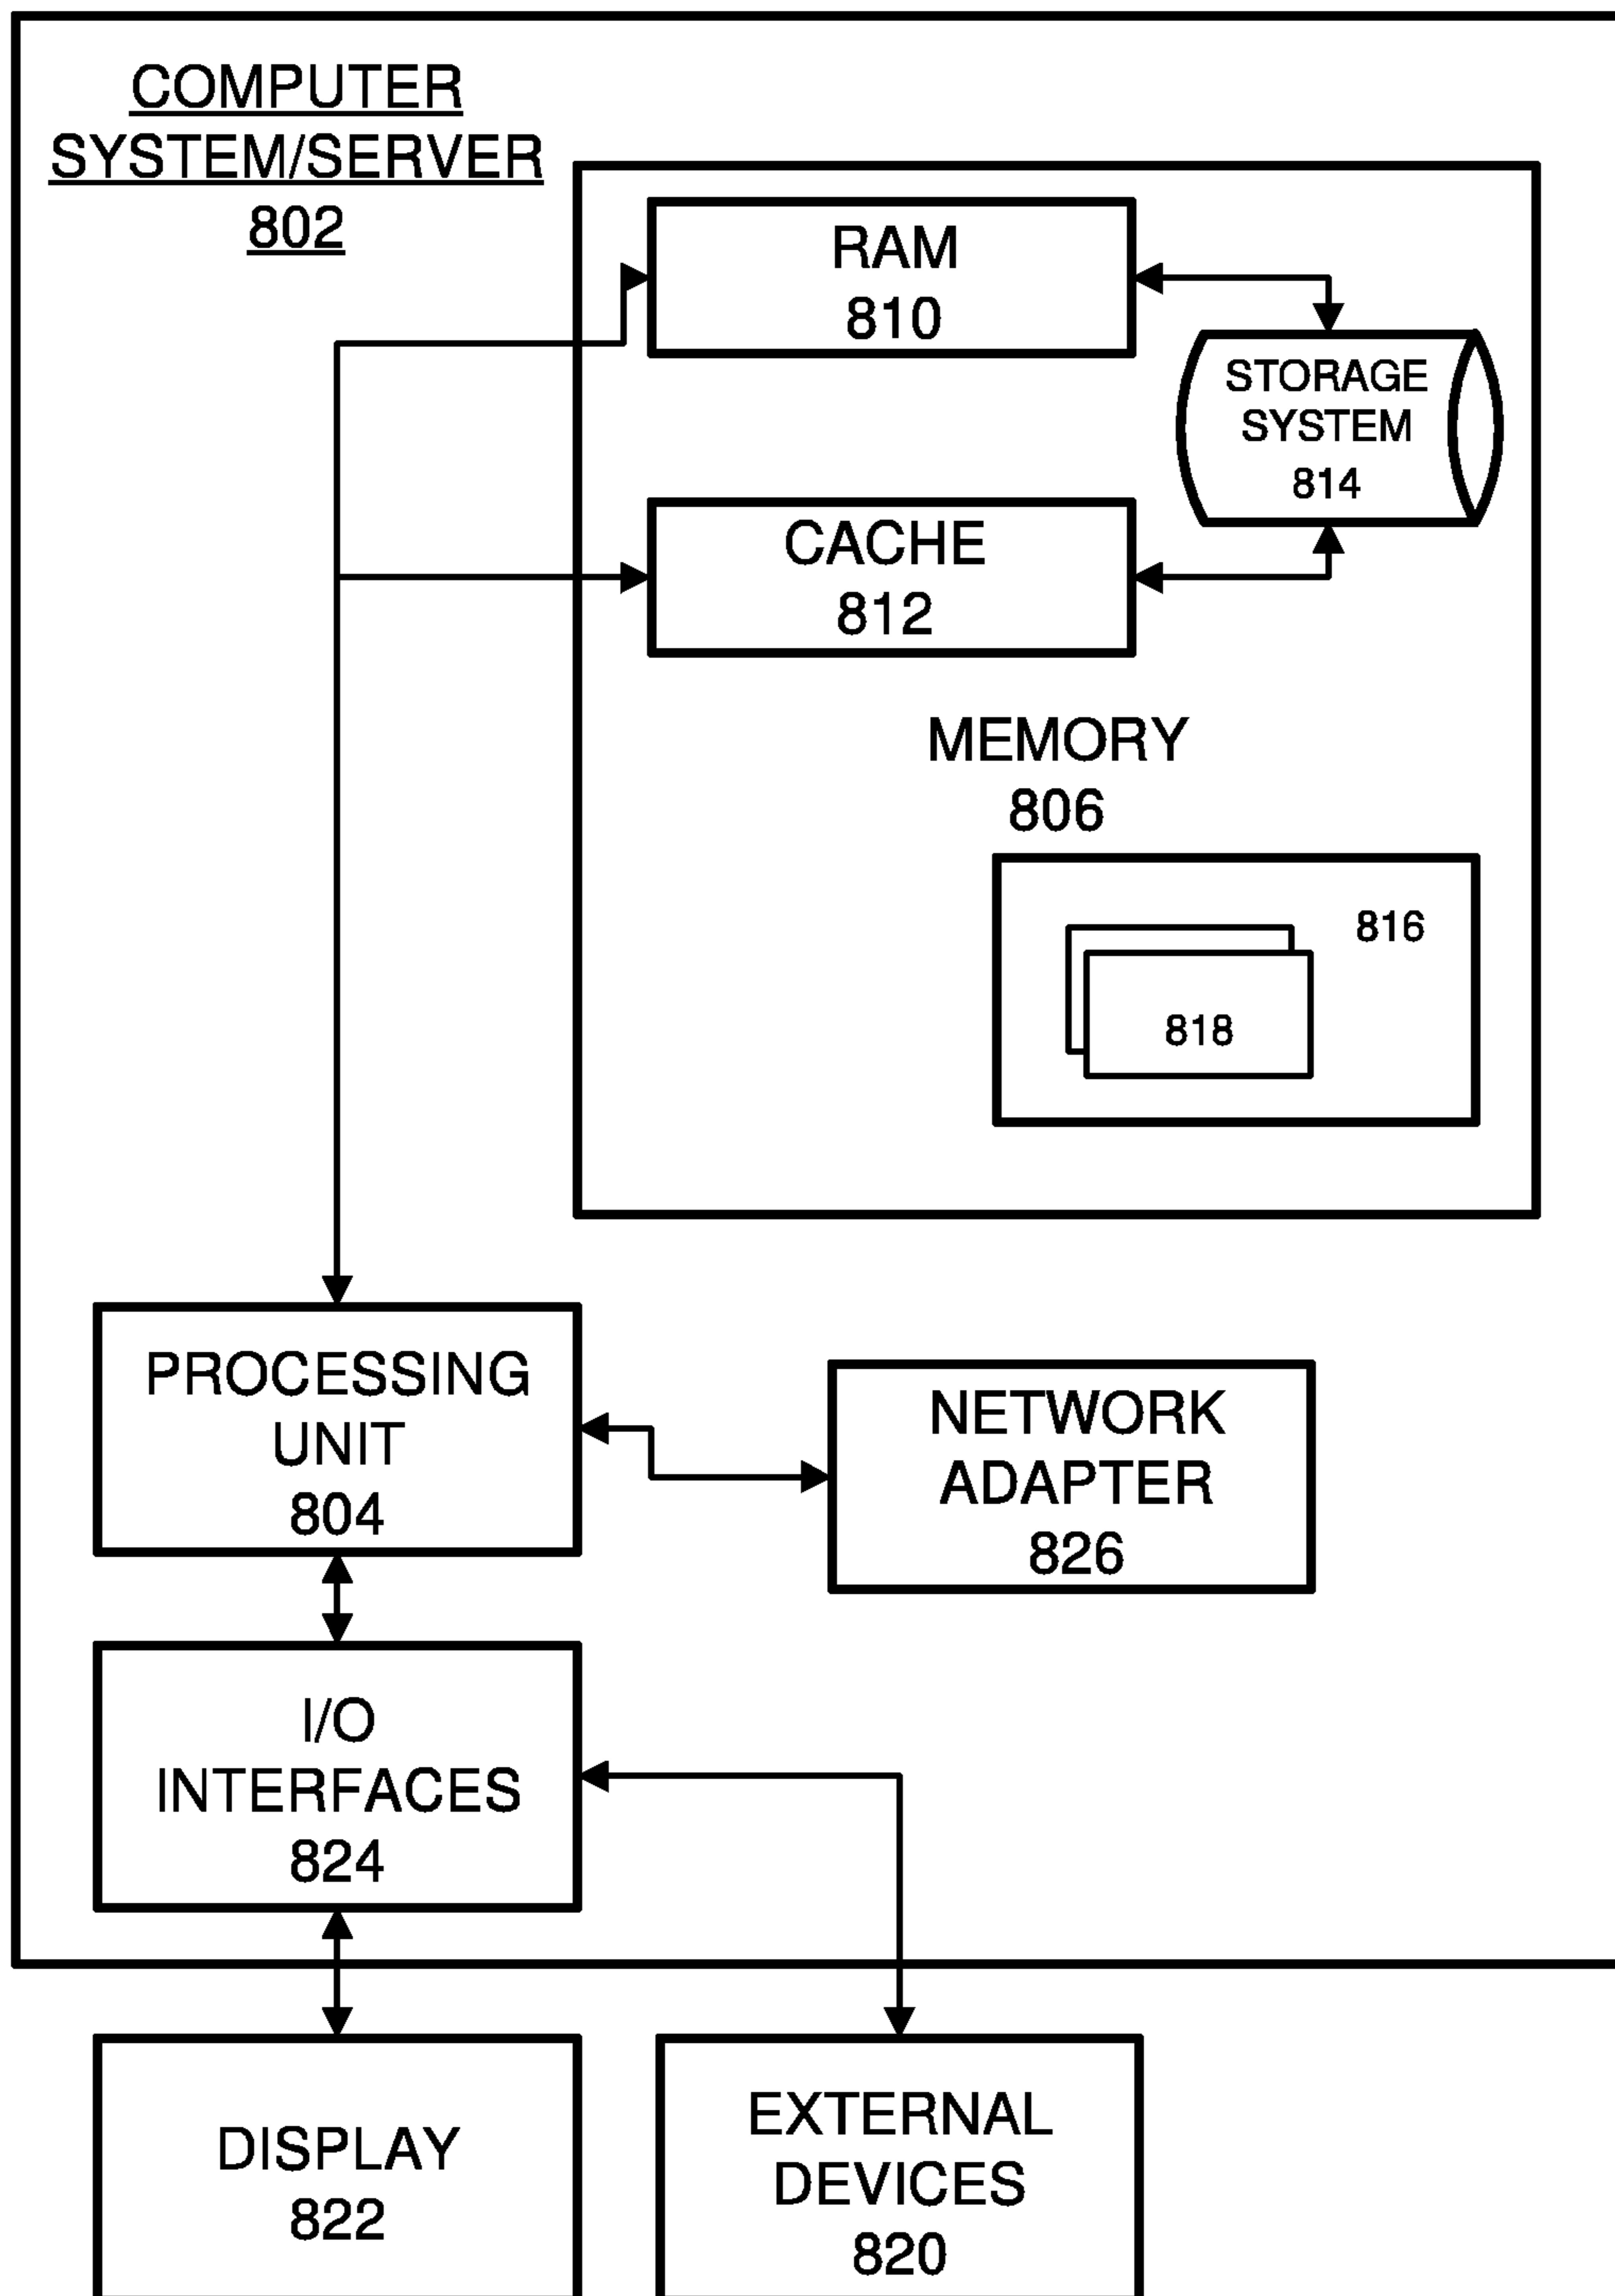 COMPUTER
SYSTEM/SERVER
802
RAM
810
STORAGE
SYSTEM
814
CACHE
812
MEMORY
806
816
818
PROCESSING
UNIT
804
NETWORK
ADAPTER
826
I/O
INTERFACES
824
DISPLAY
822
EXTERNAL
DEVICES
820